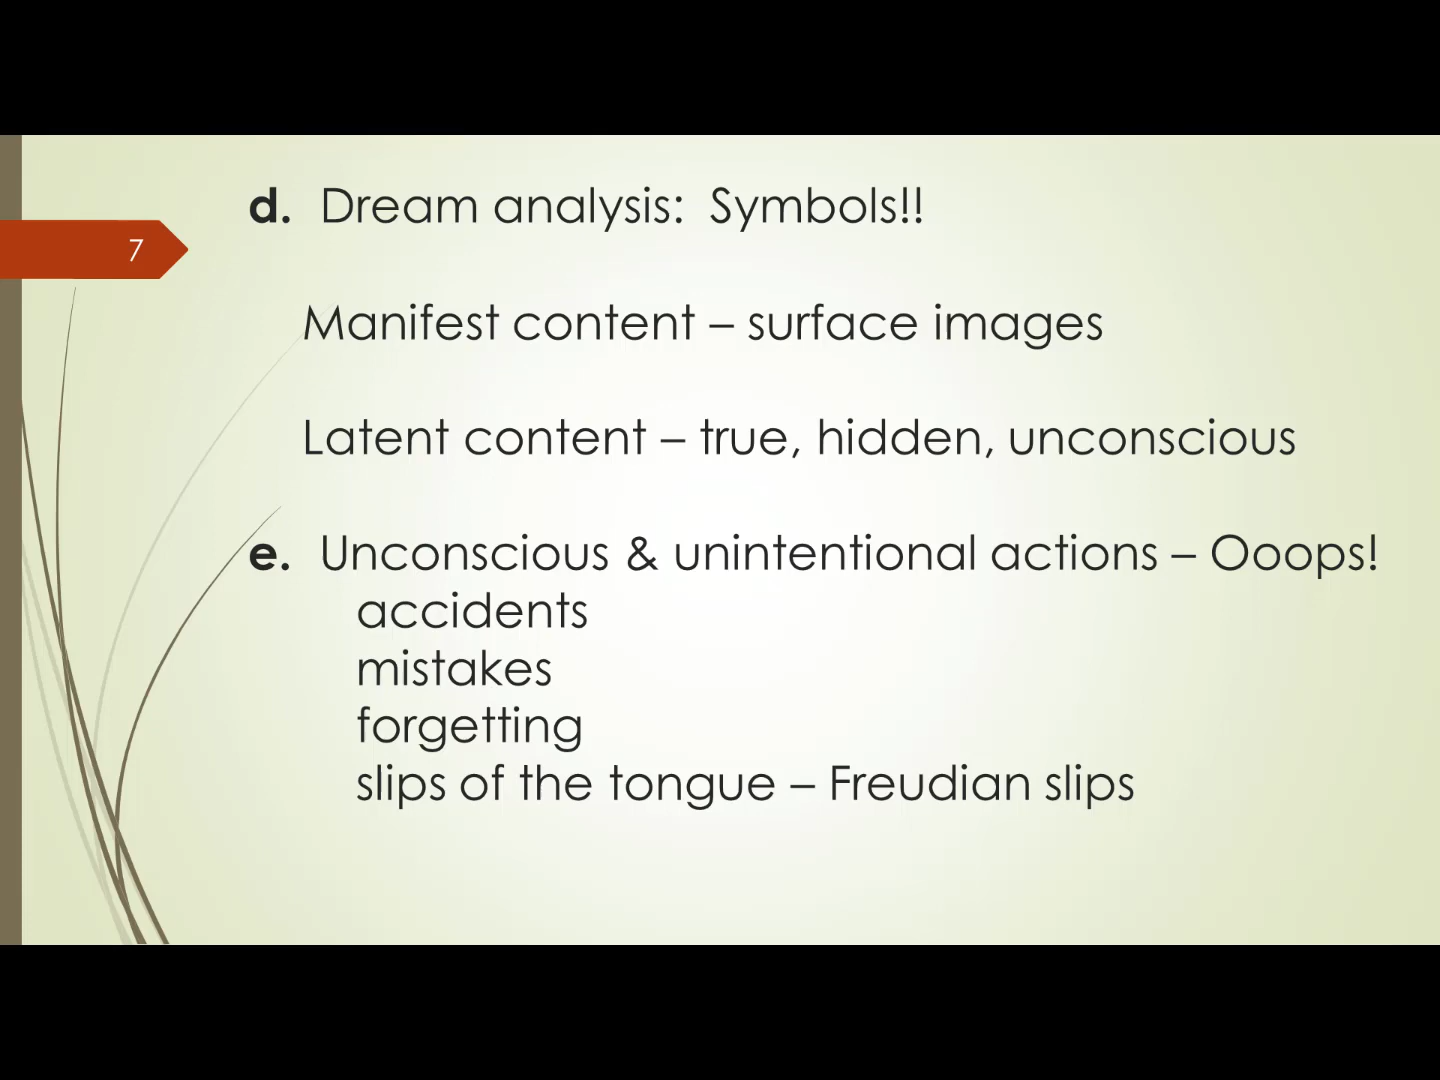 d. Dream analysis: Symbols!!
7
Manifest content – surface images
Latent content – true, hidden, unconscious
e. Unconscious & unintentional actions – Ooops!
accidents
mistakes
forgetting
slips of the tongue – Freudian slips